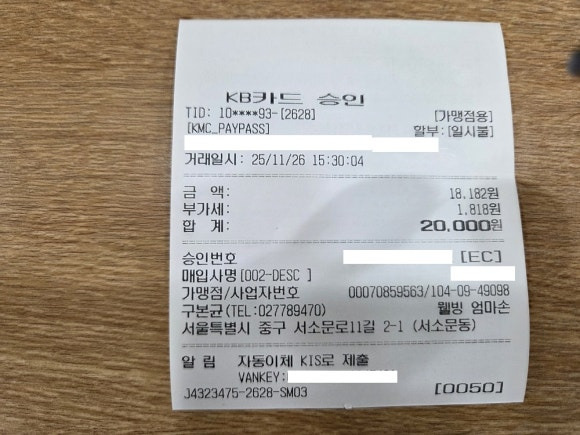 KB카드 승인
TID: 10****93-[2628] [가맹점용]
[KMC_PAYPASS] 할부:[일시불]
거래일시: 25/11/26 15:30:04
금 액: 18,182원
부가세: 1,818원
합 계: 20,000원
승인번호 [EC]
매입사명[002-DESC ]
가맹점/사업자번호 00070859563/104-09-49098
구본균(TEL:027789470) 웰빙 엄마손
서울특별시 중구 서소문로11길 2-1 (서소문동)
알 림 자동이체 KIS로 제출
VANKEY:
J4323475-2628-SM03 [0050]